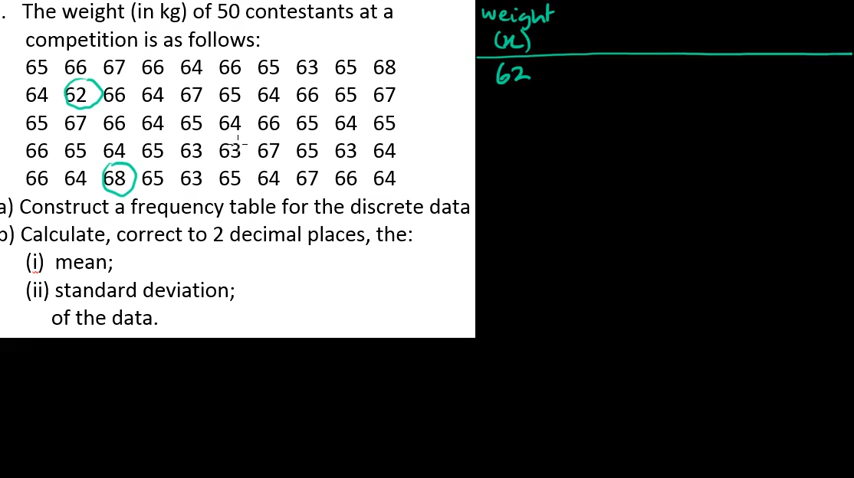 . The weight (in kg) of 50 contestants at a
competition is as follows:
65 66 67 66 64 66 65 63 65 68
64 62 66 64 67 65 64 66 65 67
65 67 66 64 65 64 66 65 64 65
66 65 64 65 63 63 67 65 63 64
66 64 68 65 63 65 64 67 66 64
a) Construct a frequency table for the discrete data
b) Calculate, correct to 2 decimal places, the:
(i) mean;
(ii) standard deviation;
of the data.
weight
(x)
62